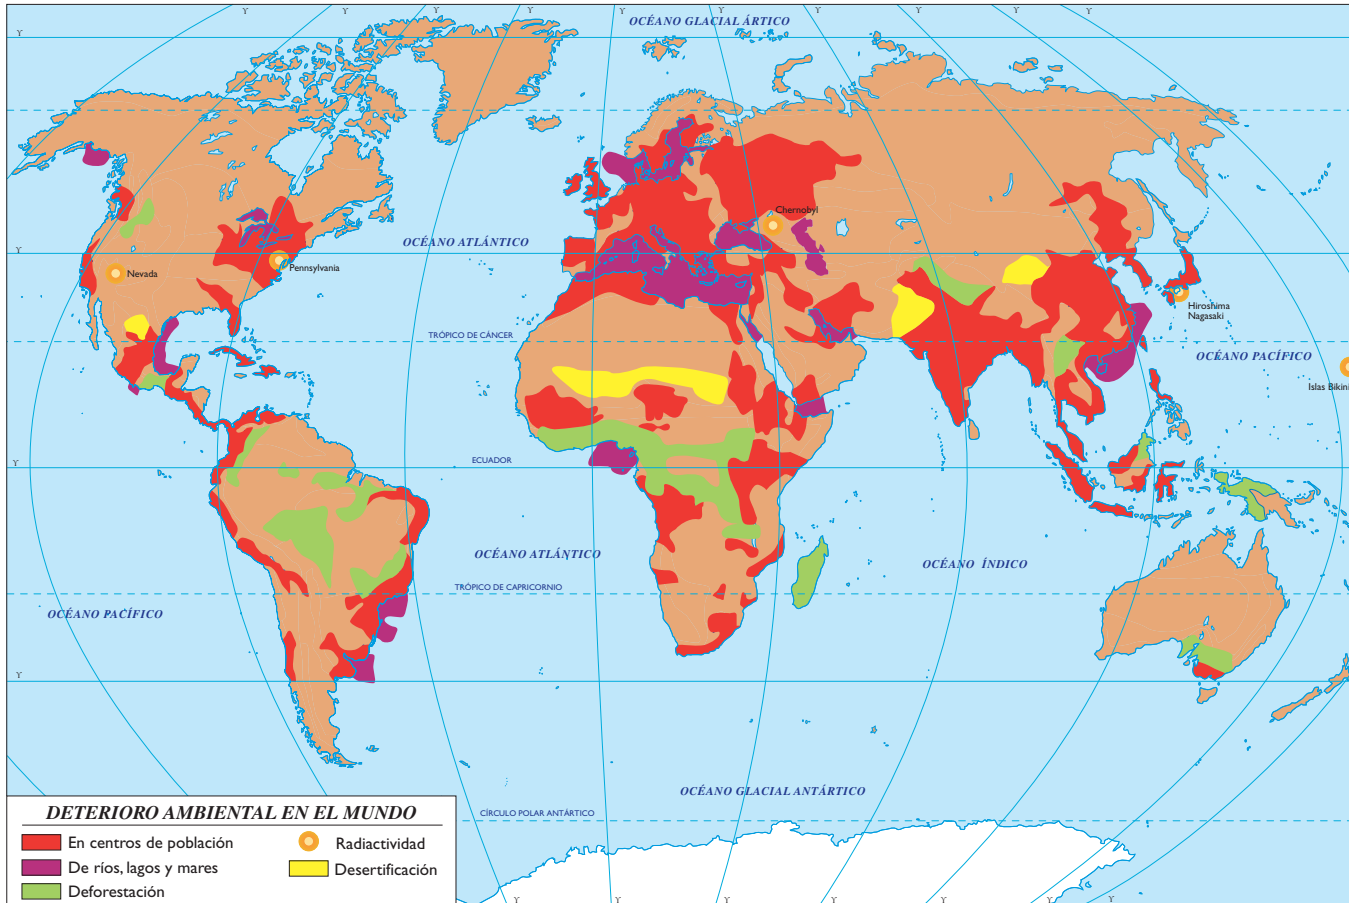 OCÉANO GLACIAL ÁRTICO
Chernobyl
OCÉANO ATLÁNTICO
Pennsylvania
Nevada
Hiroshima
Nagasaki
TRÓPICO DE CÁNCER
OCÉANO PACÍFICO
Islas Bikini
ECUADOR
OCÉANO ATLÁNTICO
OCÉANO ÍNDICO
TRÓPICO DE CAPRICORNIO
OCÉANO PACÍFICO
OCÉANO GLACIAL ANTÁRTICO
CÍRCULO POLAR ANTÁRTICO
DETERIORO AMBIENTAL EN EL MUNDO
En centros de población
De ríos, lagos y mares
Deforestación
Radiactividad
Desertificación